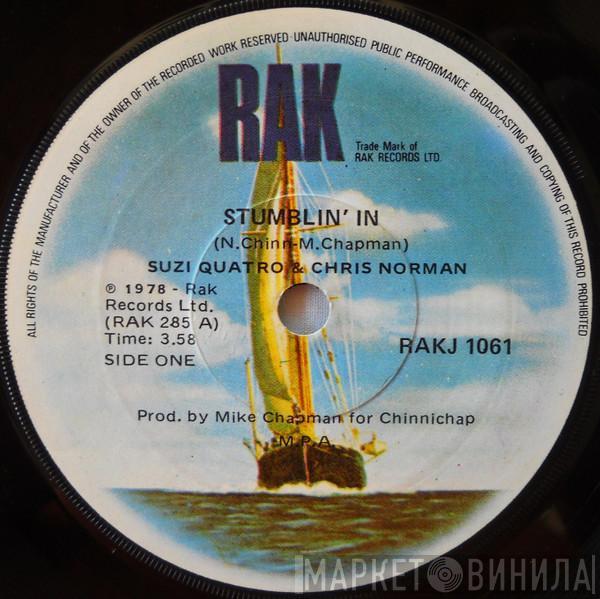 ALL RIGHTS OF THE MANUFACTURER AND OF THE OWNER OF THE RECORDED WORK RESERVED · UNAUTHORISED PUBLIC PERFORMANCE BROADCASTING AND COPYING OF THIS RECORD PROHIBITED
RAK
Trade Mark of
RAK RECORDS LTD.
STUMBLIN' IN
(N.Chinn-M.Chapman)
SUZI QUATRO & CHRIS NORMAN
℗ 1978 - Rak
Records Ltd.
(RAK 285 A)
Time: 3.58
SIDE ONE
RAKJ 1061
Prod. by Mike Chapman for Chinnichap
M.P.A.
МАРКЕТ ВИНИЛА